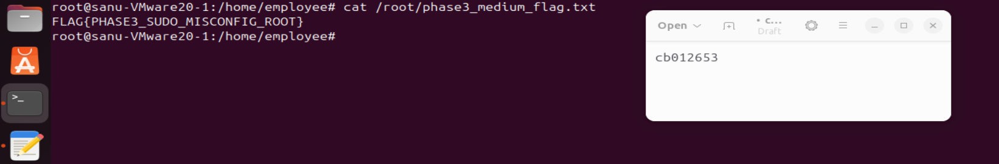 root@sanu-VMware20-1:/home/employee# cat /root/phase3_medium_flag.txt
FLAG{PHASE3_SUDO_MISCONFIG_ROOT}
root@sanu-VMware20-1:/home/employee#
Open
• c...
Draft
cb012653